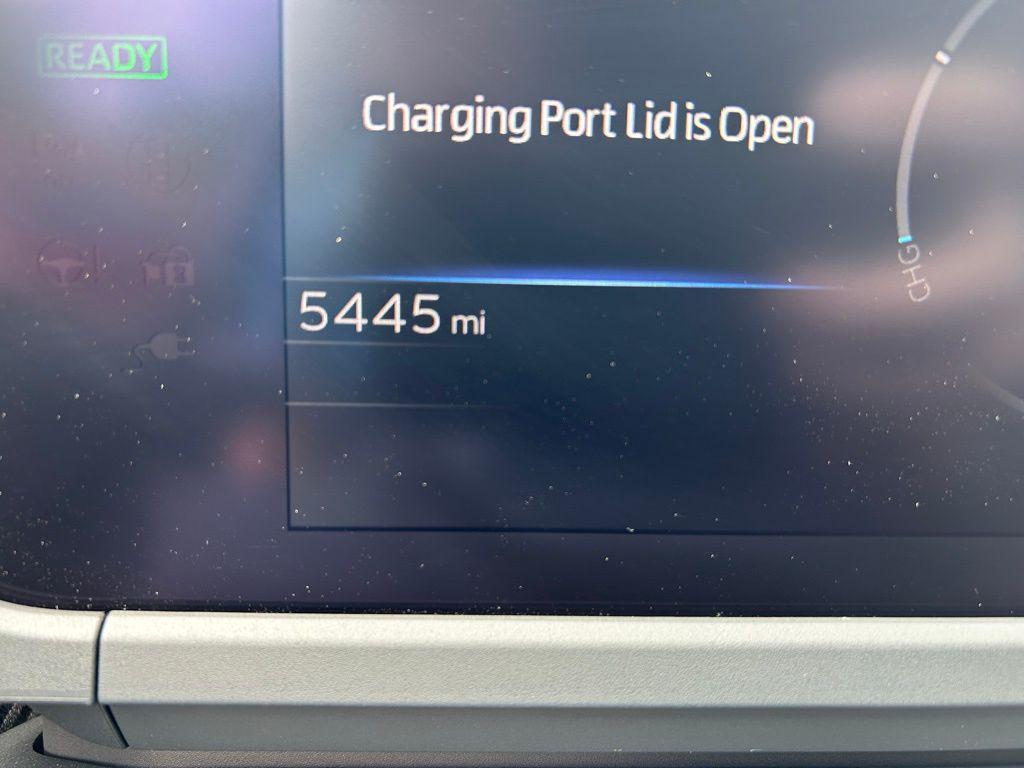 READY
Charging Port Lid is Open
CHG
5445 mi